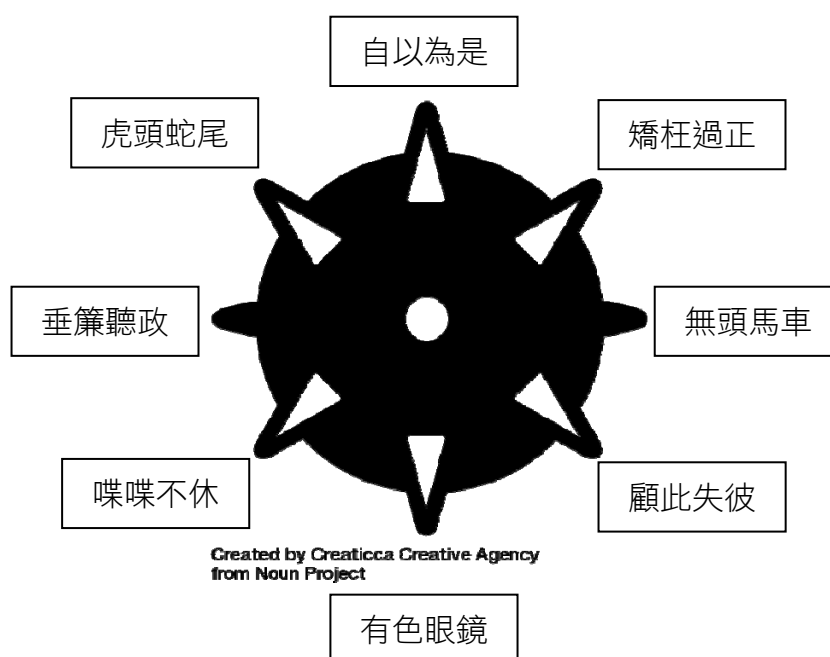 自以為是
虎頭蛇尾
矯枉過正
垂簾聽政
無頭馬車
喋喋不休
顧此失彼
Created by Creaticca Creative Agency
from Noun Project
有色眼鏡